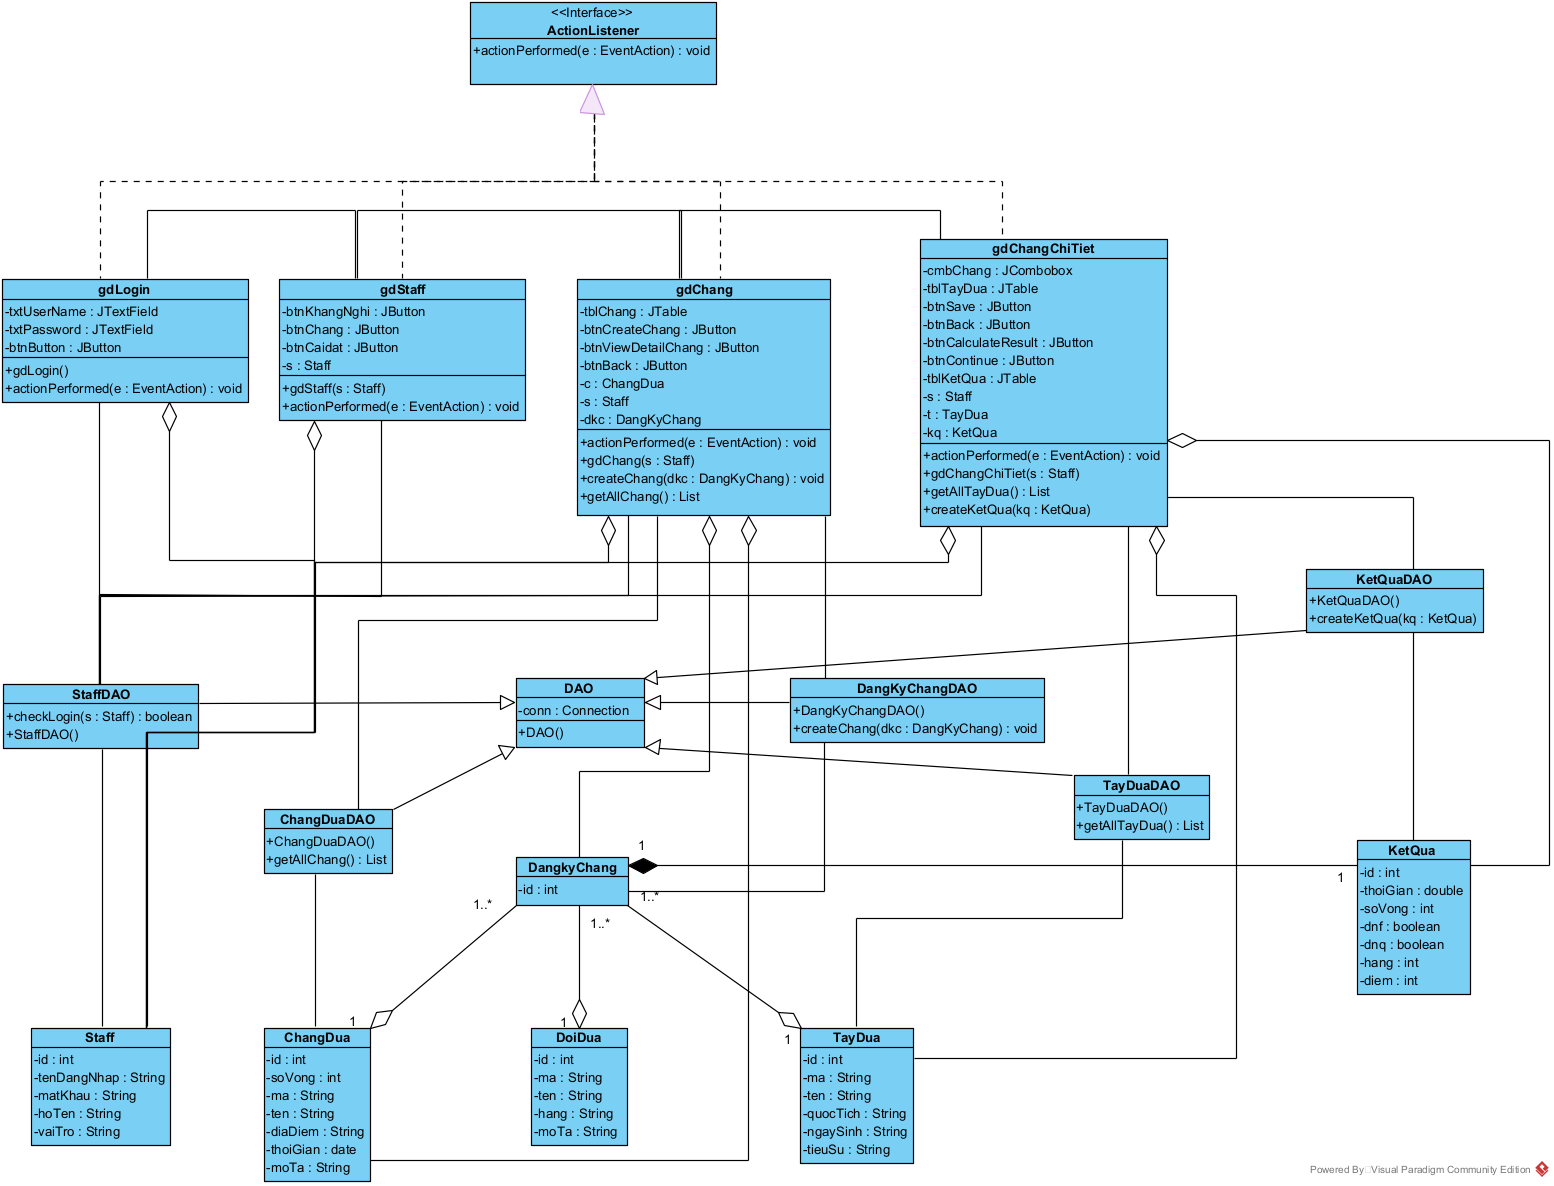 <<Interface>>
ActionListener
+actionPerformed(e : EventAction) : void
gdLogin
-txtUserName : JTextField
-txtPassword : JTextField
-btnButton : JButton
+gdLogin()
+actionPerformed(e : EventAction) : void
gdStaff
-btnKhangNghi : JButton
-btnChang : JButton
-btnCaidat : JButton
-s : Staff
+gdStaff(s : Staff)
+actionPerformed(e : EventAction) : void
gdChang
-tblChang : JTable
-btnCreateChang : JButton
-btnViewDetailChang : JButton
-btnBack : JButton
-c : ChangDua
-s : Staff
-dkc : DangKyChang
+actionPerformed(e : EventAction) : void
+gdChang(s : Staff)
+createChang(dkc : DangKyChang) : void
+getAllChang() : List
gdChangChiTiet
-cmbChang : JCombobox
-tblTayDua : JTable
-btnSave : JButton
-btnBack : JButton
-btnCalculateResult : JButton
-btnContinue : JButton
-tblKetQua : JTable
-s : Staff
-t : TayDua
-kq : KetQua
+actionPerformed(e : EventAction) : void
+gdChangChiTiet(s : Staff)
+getAllTayDua() : List
+createKetQua(kq : KetQua)
KetQuaDAO
+KetQuaDAO()
+createKetQua(kq : KetQua)
StaffDAO
+checkLogin(s : Staff) : boolean
+StaffDAO()
DAO
-conn : Connection
+DAO()
DangKyChangDAO
+DangKyChangDAO()
+createChang(dkc : DangKyChang) : void
TayDuaDAO
+TayDuaDAO()
+getAllTayDua() : List
ChangDuaDAO
+ChangDuaDAO()
+getAllChang() : List
DangkyChang
-id : int
1
1
1..*
1..*
1..*
1
1
1
KetQua
-id : int
-thoiGian : double
-soVong : int
-dnf : boolean
-dnq : boolean
-hang : int
-diem : int
Staff
-id : int
-tenDangNhap : String
-matKhau : String
-hoTen : String
-vaiTro : String
ChangDua
-id : int
-soVong : int
-ma : String
-ten : String
-diaDiem : String
-thoiGian : date
-moTa : String
DoiDua
-id : int
-ma : String
-ten : String
-hang : String
-moTa : String
TayDua
-id : int
-ma : String
-ten : String
-quocTich : String
-ngaySinh : String
-tieuSu : String
Powered By Visual Paradigm Community Edition